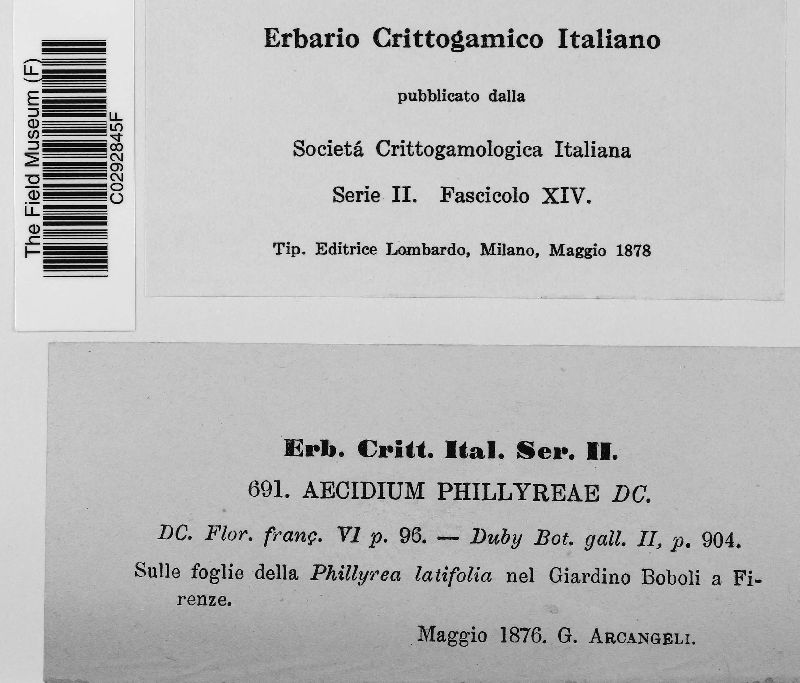 The Field Museum (F)
C0292845F
Erbario Crittogamico Italiano
pubblicato dalla
Societá Crittogamologica Italiana
Serie II. Fascicolo XIV.
Tip. Editrice Lombardo, Milano, Maggio 1878
Erb. Critt. Ital. Ser. II.
691. AECIDIUM PHILLYREAE DC.
DC. Flor. franç. VI p. 96. — Duby Bot. gall. II, p. 904.
Sulle foglie della Phillyrea latifolia nel Giardino Boboli a Fi-
renze.
Maggio 1876. G. ARCANGELI.